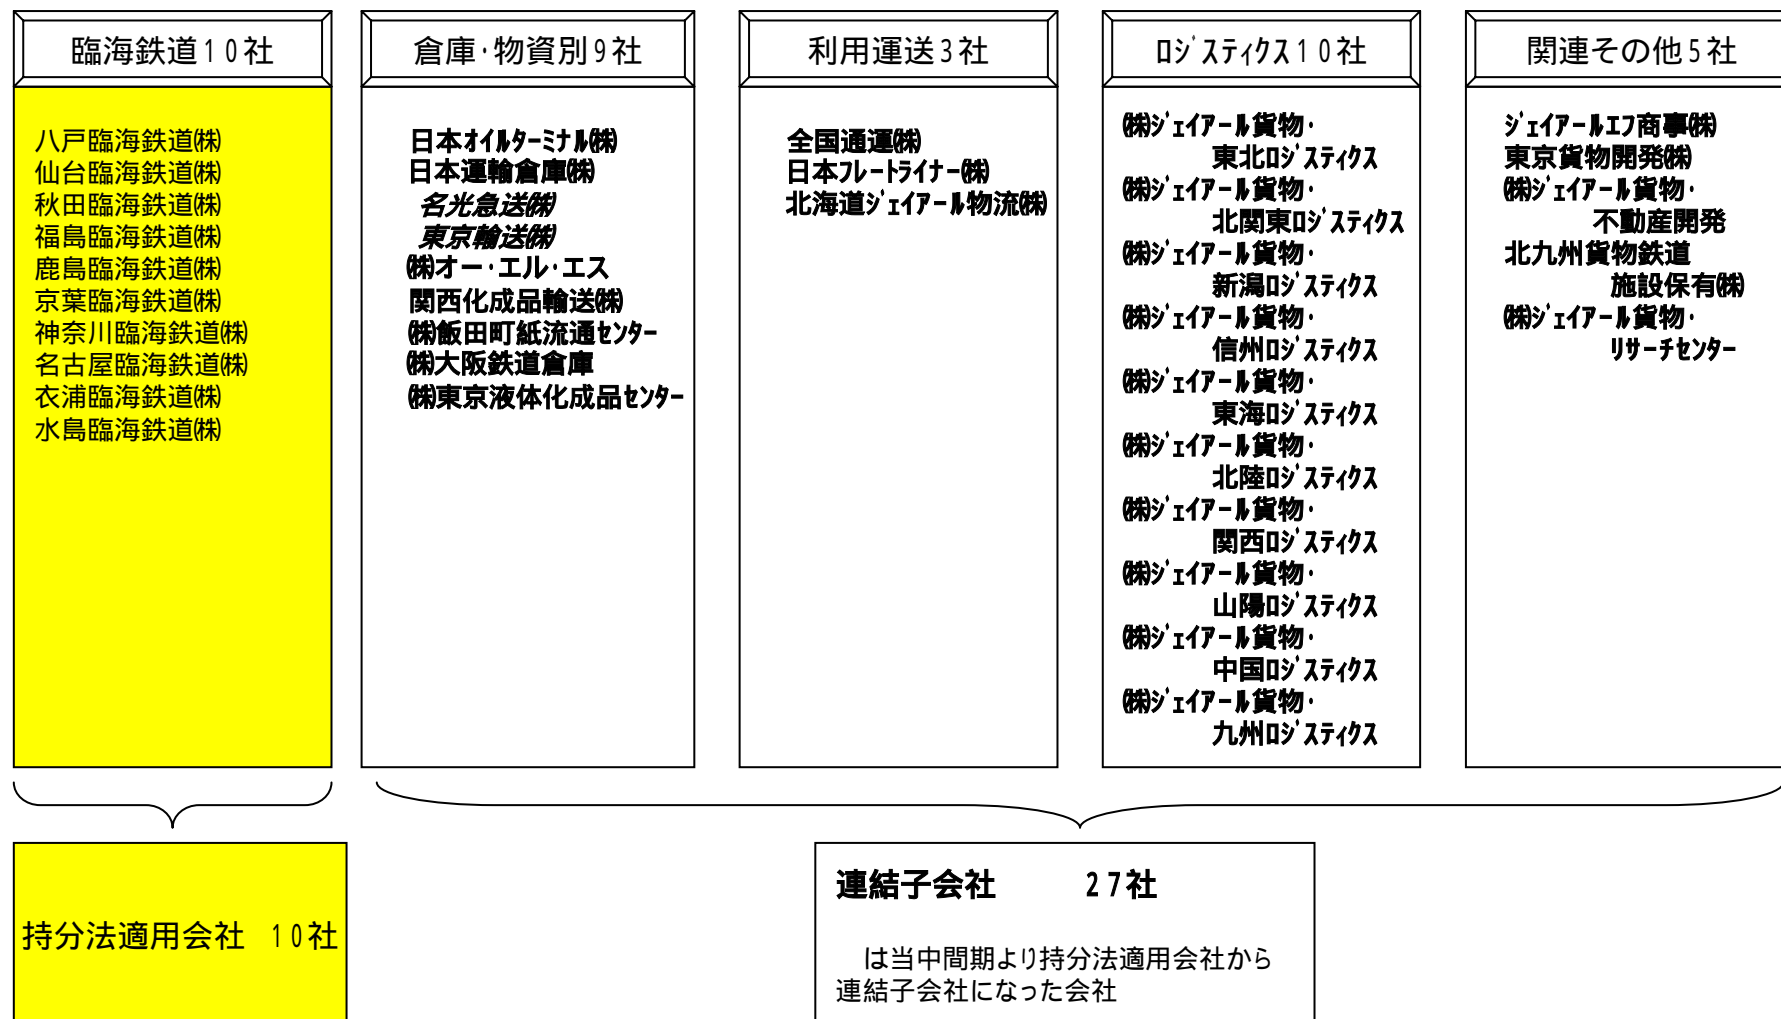 臨海鉄道10社
八戸臨海鉄道㈱
仙台臨海鉄道㈱
秋田臨海鉄道㈱
福島臨海鉄道㈱
鹿島臨海鉄道㈱
京葉臨海鉄道㈱
神奈川臨海鉄道㈱
名古屋臨海鉄道㈱
衣浦臨海鉄道㈱
水島臨海鉄道㈱
倉庫・物資別9社
日本ｵｲﾙﾀｰﾐﾅﾙ㈱
日本運輸倉庫㈱
名光急送㈱
東京輸送㈱
㈱オー・エル・エス
関西化成品輸送㈱
㈱飯田町紙流通ｾﾝﾀｰ
㈱大阪鉄道倉庫
㈱東京液体化成品ｾﾝﾀｰ
利用運送3社
全国通運㈱
日本ﾌﾚｰﾄﾗｲﾅｰ㈱
北海道ｼﾞｪｲｱｰﾙ物流㈱
ﾛｼﾞｽﾃｨｸｽ10社
㈱ｼﾞｪｲｱｰﾙ貨物・
東北ﾛｼﾞｽﾃｨｸｽ
㈱ｼﾞｪｲｱｰﾙ貨物・
北関東ﾛｼﾞｽﾃｨｸｽ
㈱ｼﾞｪｲｱｰﾙ貨物・
新潟ﾛｼﾞｽﾃｨｸｽ
㈱ｼﾞｪｲｱｰﾙ貨物・
信州ﾛｼﾞｽﾃｨｸｽ
㈱ｼﾞｪｲｱｰﾙ貨物・
東海ﾛｼﾞｽﾃｨｸｽ
㈱ｼﾞｪｲｱｰﾙ貨物・
北陸ﾛｼﾞｽﾃｨｸｽ
㈱ｼﾞｪｲｱｰﾙ貨物・
関西ﾛｼﾞｽﾃｨｸｽ
㈱ｼﾞｪｲｱｰﾙ貨物・
山陽ﾛｼﾞｽﾃｨｸｽ
㈱ｼﾞｪｲｱｰﾙ貨物・
中国ﾛｼﾞｽﾃｨｸｽ
㈱ｼﾞｪｲｱｰﾙ貨物・
九州ﾛｼﾞｽﾃｨｸｽ
関連その他5社
ｼﾞｪｲｱｰﾙｴﾌ商事㈱
東京貨物開発㈱
㈱ｼﾞｪｲｱｰﾙ貨物・
不動産開発
北九州貨物鉄道
施設保有㈱
㈱ｼﾞｪｲｱｰﾙ貨物・
ﾘｻｰﾁｾﾝﾀｰ
持分法適用会社　10社
連結子会社　27社
は当中間期より持分法適用会社から
連結子会社になった会社